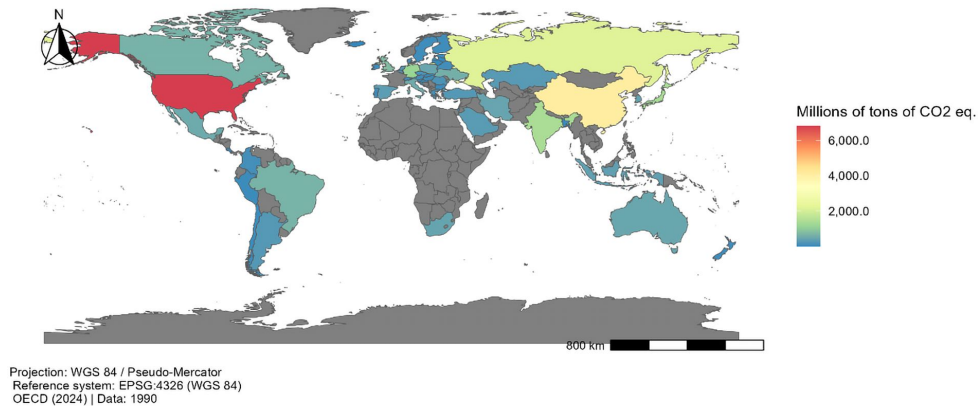 N
Millions of tons of CO2 eq.
6,000.0
4,000.0
2,000.0
800 km
Projection: WGS 84 / Pseudo-Mercator
Reference system: EPSG:4326 (WGS 84)
OECD (2024) | Data: 1990